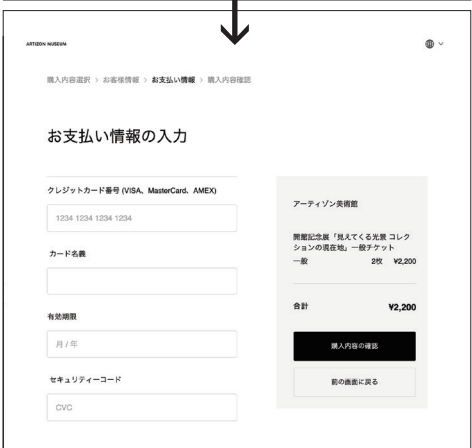 ARTIZON MUSEUM
購入内容選択 > お客様情報 > お支払い情報 > 購入内容確認
お支払い情報の入力
クレジットカード番号 (VISA、MasterCard、AMEX)
1234 1234 1234 1234
カード名義
有効期限
月 / 年
セキュリティーコード
CVC
アーティゾン美術館
開館記念展「見えてくる光景 コレク
ションの現在地」一般チケット
一般 2枚 ¥2,200
合計 ¥2,200
購入内容の確認
前の画面に戻る